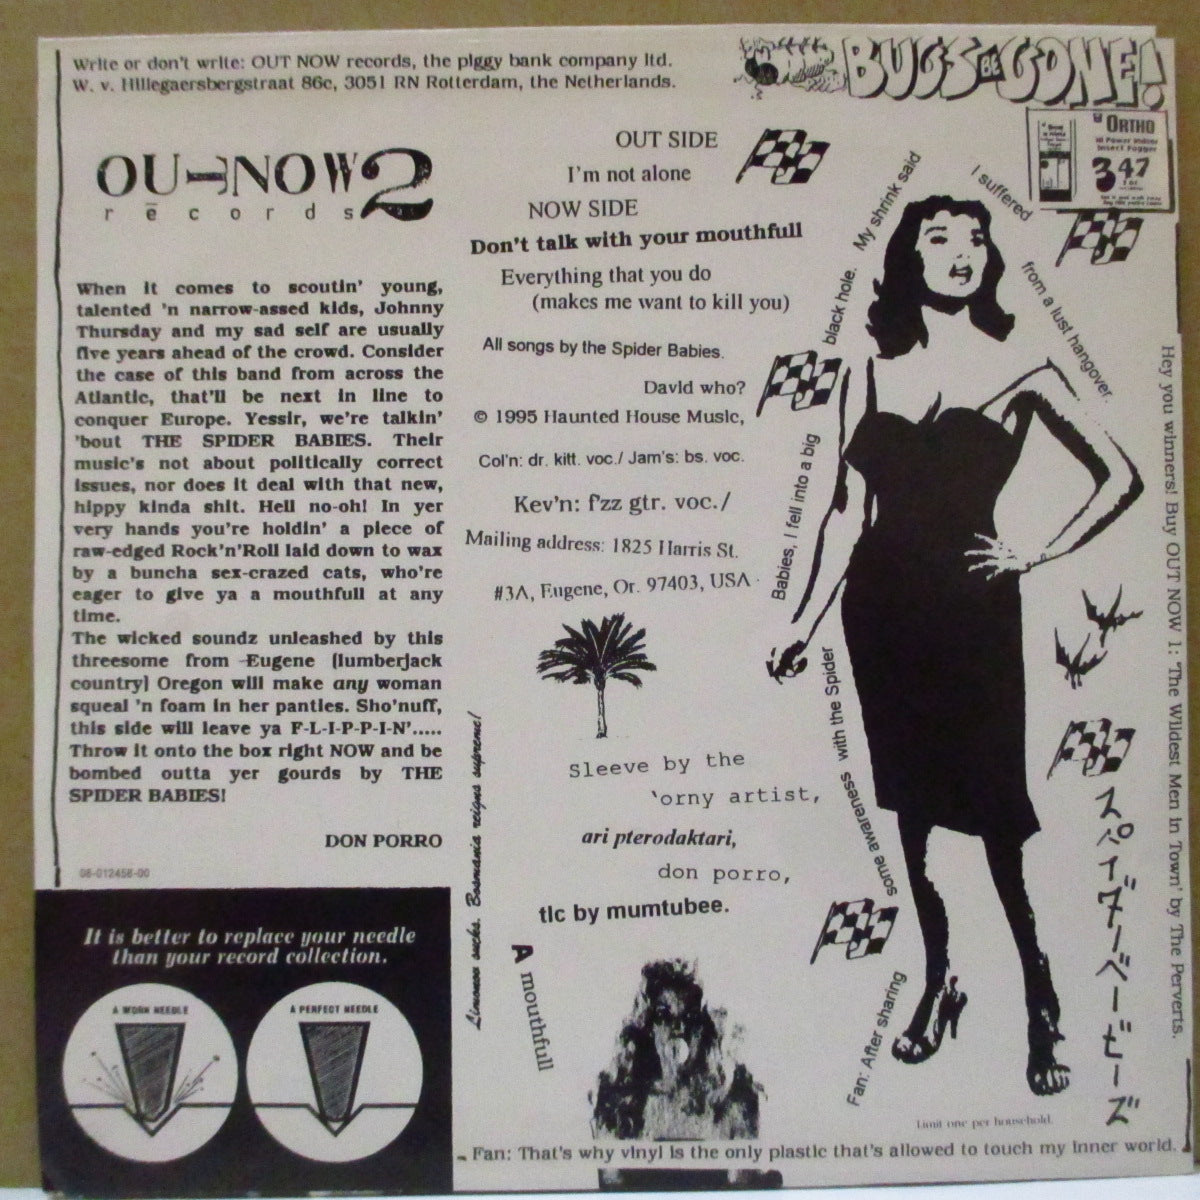 Write or don't write: OUT NOW records, the piggy bank company ltd.
W. v. Hillegaersbergstraat 86c, 3051 RN Rotterdam, the Netherlands.
OUTNOW2
rēcords
When it comes to scoutin' young,
talented 'n narrow-assed kids, Johnny
Thursday and my sad self are usually
five years ahead of the crowd. Consider
the case of this band from across the
Atlantic, that'll be next in line to
conquer Europe. Yessir, we're talkin'
'bout THE SPIDER BABIES. Their
music's not about politically correct
issues, nor does it deal with that new,
hippy kinda shit. Hell no-oh! In yer
very hands you're holdin' a piece of
raw-edged Rock'n'Roll laid down to wax
by a buncha sex-crazed cats, who're
eager to give ya a mouthfull at any
time.
The wicked soundz unleashed by this
threesome from Eugene (lumberjack
country) Oregon will make any woman
squeal 'n foam in her panties. Sho'nuff,
this side will leave ya F-L-I-P-P-I-N'.....
Throw it onto the box right NOW and be
bombed outta yer gourds by THE
SPIDER BABIES!
DON PORRO
08-012458-00
It is better to replace your needle
than your record collection.
A WORN NEEDLE
A PERFECT NEEDLE
OUT SIDE
I'm not alone
NOW SIDE
Don't talk with your mouthfull
Everything that you do
(makes me want to kill you)
All songs by the Spider Babies.
David who?
© 1995 Haunted House Music,
Col'n: dr. kitt. voc./ Jam's: bs. voc.
Kev'n: f'zz gtr. voc./
Mailing address: 1825 Harris St.
#3A, Eugene, Or. 97403, USA
Sleeve by the
'orny artist,
ari pterodaktari,
don porro,
tlc by mumtubee.
Linonen sucks. Bosmania reigns supreme!
A mouthfull
BUGS BE GONE!
ORTHO
Hi Power Indoor
Insect Fogger
3 47
Fan: After sharing some awareness with the Spider
Babies, I fell into a big black hole. My shrink said
I suffered from a lust hangover.
Hey you winners! Buy OUT NOW 1: 'The Wildest Men in Town' by The Perverts.
スパイダーベービーズ
Limit one per household.
Fan: That's why vinyl is the only plastic that's allowed to touch my inner world.